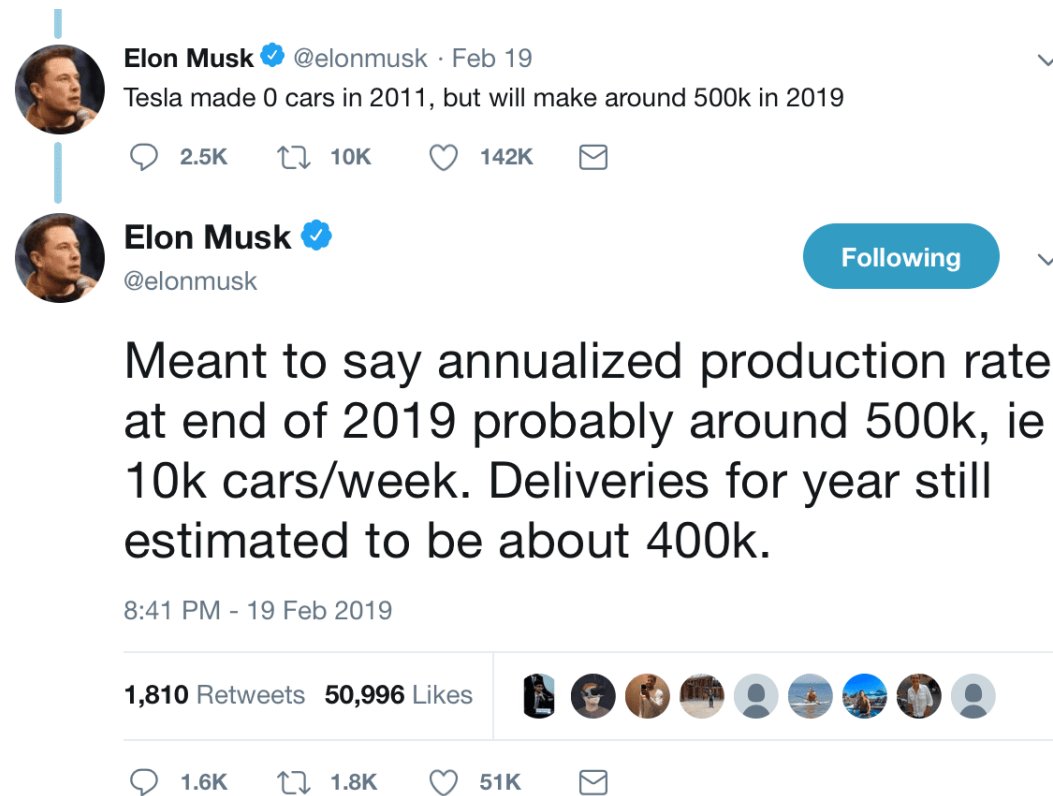 Elon Musk @elonmusk · Feb 19
Tesla made 0 cars in 2011, but will make around 500k in 2019
2.5K 10K 142K
Elon Musk
@elonmusk
Following
Meant to say annualized production rate
at end of 2019 probably around 500k, ie
10k cars/week. Deliveries for year still
estimated to be about 400k.
8:41 PM - 19 Feb 2019
1,810 Retweets 50,996 Likes
1.6K 1.8K 51K